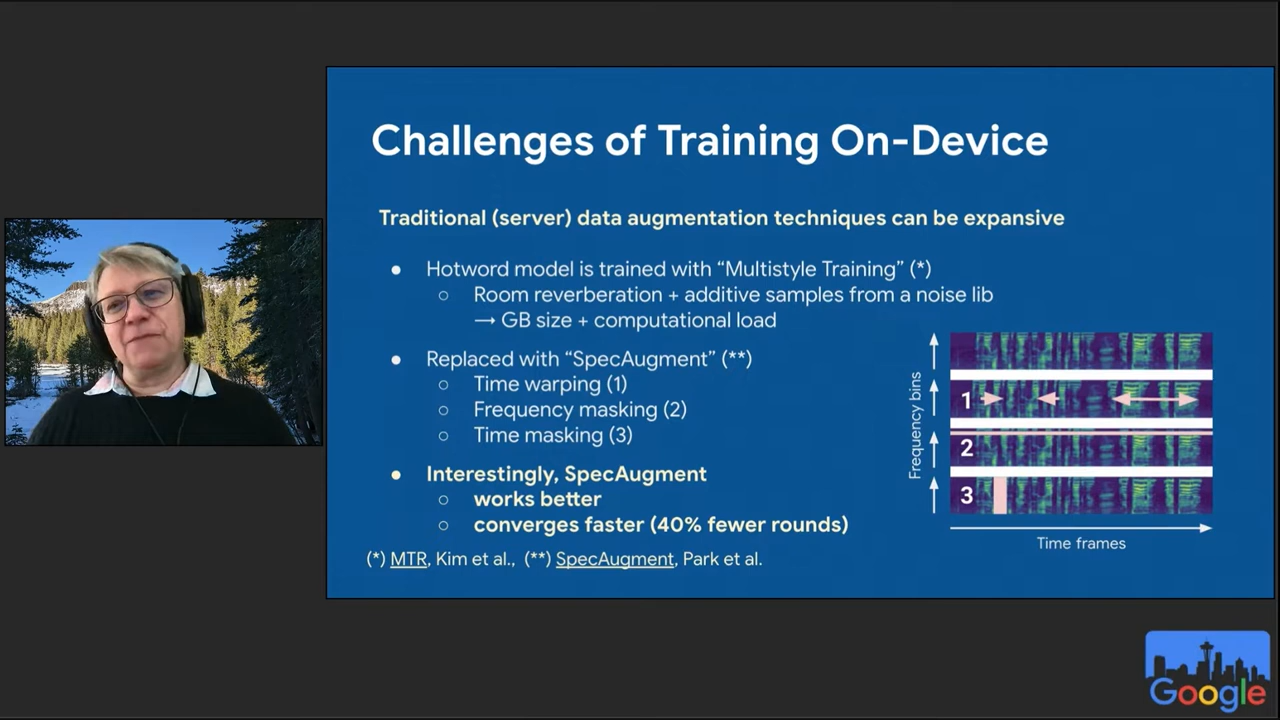 Challenges of Training On-Device
Traditional (server) data augmentation techniques can be expansive
● Hotword model is trained with “Multistyle Training” (*)
○ Room reverberation + additive samples from a noise lib
→ GB size + computational load
● Replaced with “SpecAugment” (**)
○ Time warping (1)
○ Frequency masking (2)
○ Time masking (3)
● Interestingly, SpecAugment
○ works better
○ converges faster (40% fewer rounds)
(*) MTR, Kim et al., (**) SpecAugment, Park et al.
Frequency bins
1
2
3
Time frames
Google